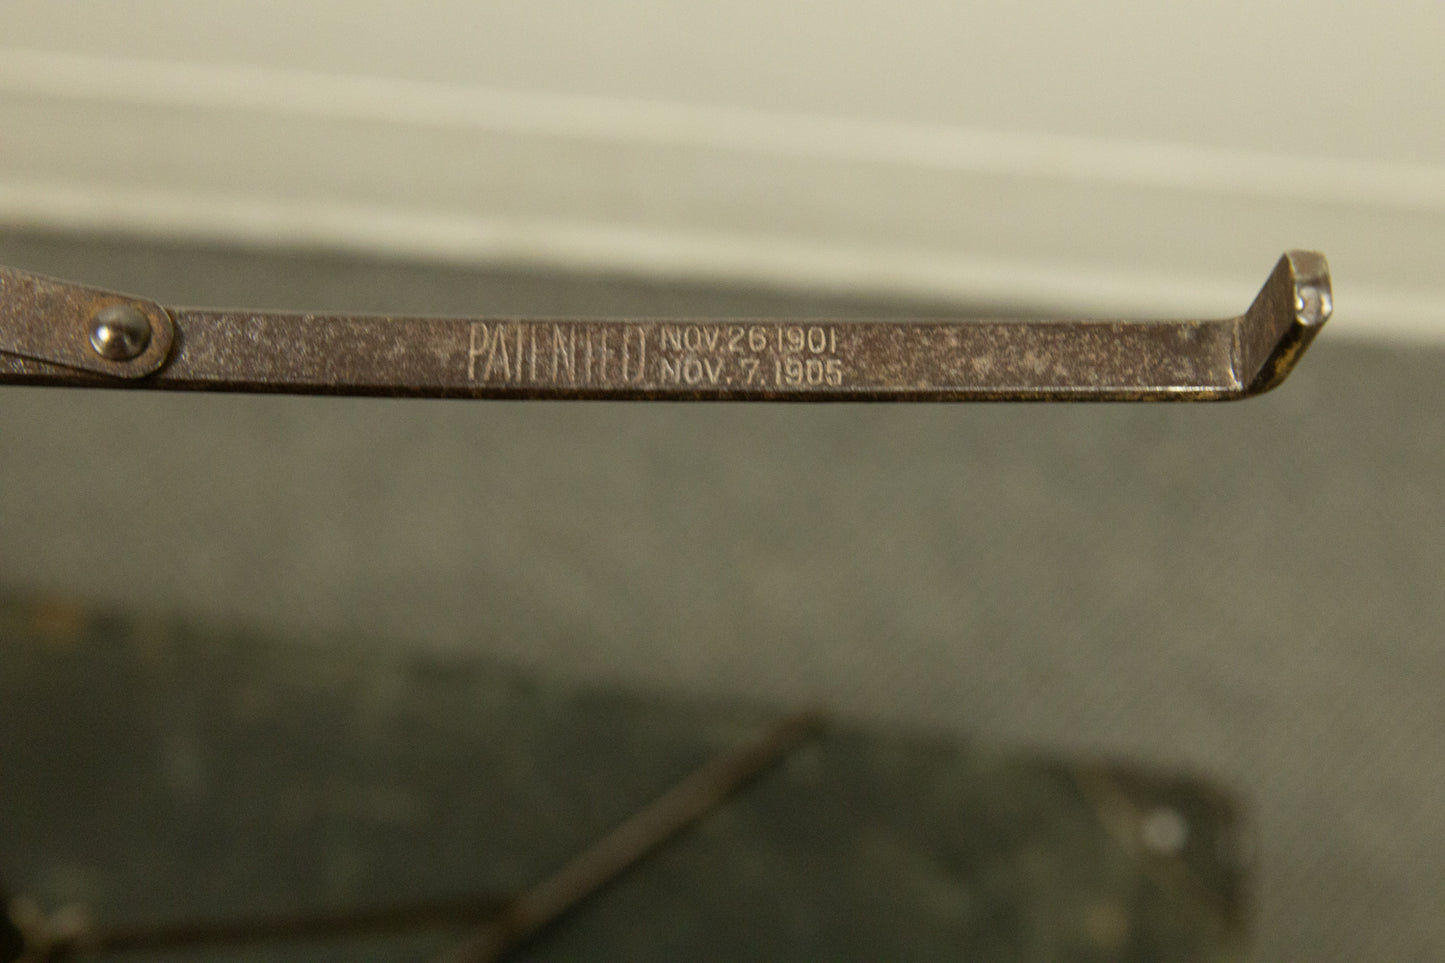 PATENTED
NOV. 26.1901
NOV. 7. 1905